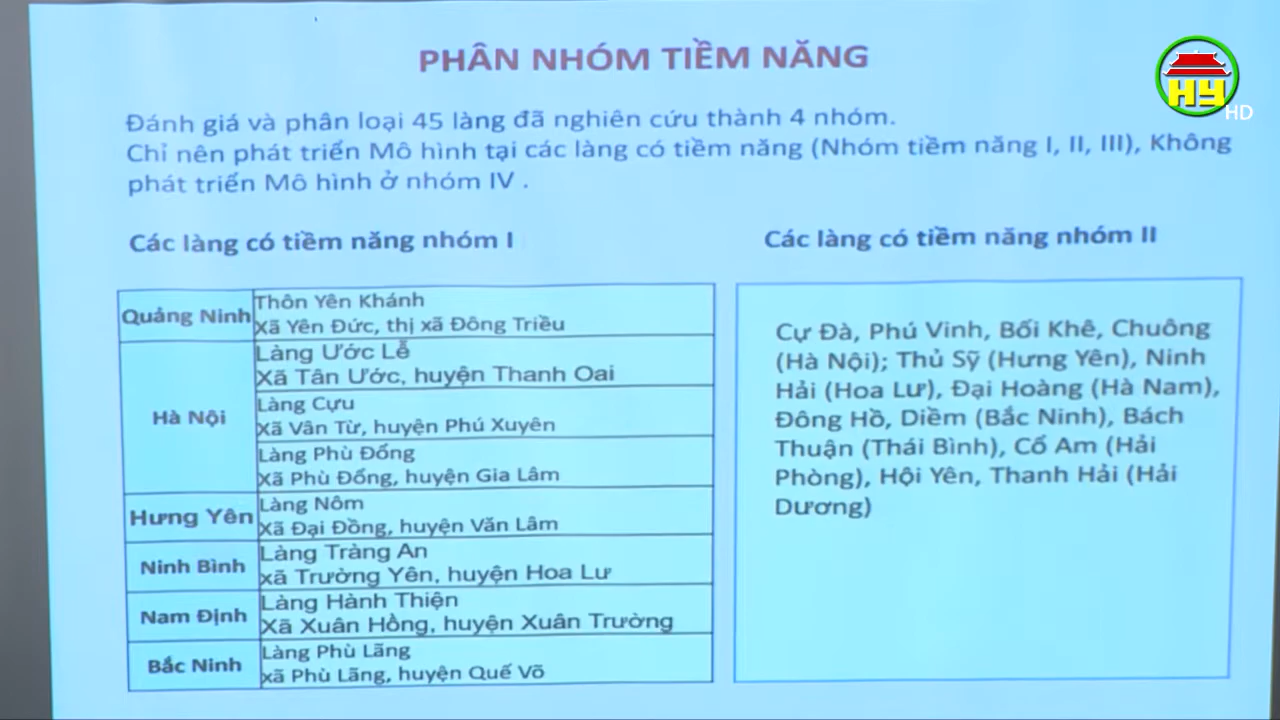 PHÂN NHÓM TIỀM NĂNG
HY
HD
Đánh giá và phân loại 45 làng đã nghiên cứu thành 4 nhóm.
Chỉ nên phát triển Mô hình tại các làng có tiềm năng (Nhóm tiềm năng I, II, III), Không
phát triển Mô hình ở nhóm IV .
Các làng có tiềm năng nhóm I
Quảng Ninh
Thôn Yên Khánh
Xã Yên Đức, thị xã Đông Triều
Hà Nội
Làng Ước Lễ
Xã Tân Ước, huyện Thanh Oai
Làng Cựu
Xã Vân Từ, huyện Phú Xuyên
Làng Phù Đổng
Xã Phù Đổng, huyện Gia Lâm
Hưng Yên
Làng Nôm
Xã Đại Đồng, huyện Văn Lâm
Ninh Bình
Làng Tràng An
xã Trường Yên, huyện Hoa Lư
Nam Định
Làng Hành Thiện
Xã Xuân Hồng, huyện Xuân Trường
Bắc Ninh
Làng Phù Lãng
xã Phù Lãng, huyện Quế Võ
Các làng có tiềm năng nhóm II
Cự Đà, Phú Vinh, Bối Khê, Chuông
(Hà Nội); Thủ Sỹ (Hưng Yên), Ninh
Hải (Hoa Lư), Đại Hoàng (Hà Nam),
Đông Hồ, Diềm (Bắc Ninh), Bách
Thuận (Thái Bình), Cố Am (Hải
Phòng), Hội Yên, Thanh Hải (Hải
Dương)